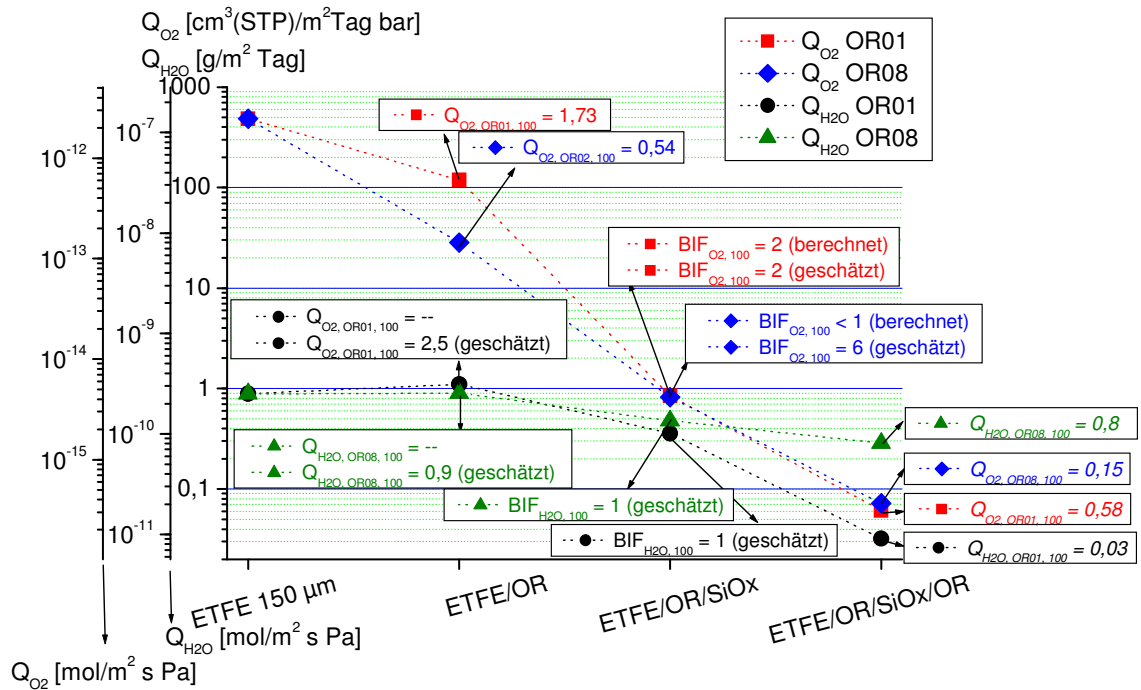 Q_O2 [cm³(STP)/m²Tag bar]
Q_H2O [g/m² Tag]
Q_O2 OR01
Q_O2 OR08
Q_H2O OR01
Q_H2O OR08
1000
100
10
1
0,1
10⁻⁷
10⁻⁸
10⁻⁹
10⁻¹⁰
10⁻¹¹
10⁻¹²
10⁻¹³
10⁻¹⁴
10⁻¹⁵
Q_O2, OR01, 100 = 1,73
Q_O2, OR02, 100 = 0,54
BIF_O2, 100 = 2 (berechnet)
BIF_O2, 100 = 2 (geschätzt)
Q_O2, OR01, 100 = --
Q_O2, OR01, 100 = 2,5 (geschätzt)
BIF_O2, 100 < 1 (berechnet)
BIF_O2, 100 = 6 (geschätzt)
Q_H2O, OR08, 100 = --
Q_H2O, OR08, 100 = 0,9 (geschätzt)
Q_H2O, OR08, 100 = 0,8
Q_O2, OR08, 100 = 0,15
BIF_H2O, 100 = 1 (geschätzt)
Q_O2, OR01, 100 = 0,58
BIF_H2O, 100 = 1 (geschätzt)
Q_H2O, OR01, 100 = 0,03
ETFE 150 µm
ETFE/OR
ETFE/OR/SiOx
ETFE/OR/SiOx/OR
Q_H2O [mol/m² s Pa]
Q_O2 [mol/m² s Pa]